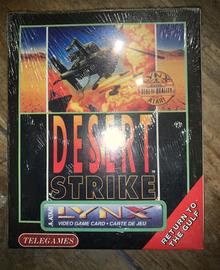 DESERT
STRIKE
ATARI
LYNX
VIDEO GAME CARD • CARTE DE JEU
RETURN TO
THE GULF
TELEGAMES